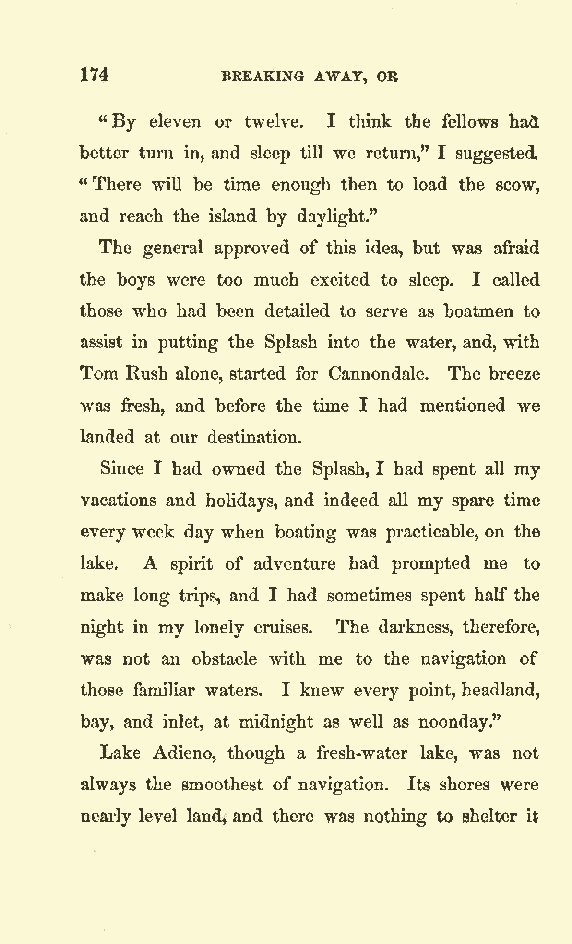 174 BREAKING AWAY, OR
“By eleven or twelve. I think the fellows had
better turn in, and sleep till we return,” I suggested.
“There will be time enough then to load the scow,
and reach the island by daylight.”
The general approved of this idea, but was afraid
the boys were too much excited to sleep. I called
those who had been detailed to serve as boatmen to
assist in putting the Splash into the water, and, with
Tom Rush alone, started for Cannondale. The breeze
was fresh, and before the time I had mentioned we
landed at our destination.
Since I had owned the Splash, I had spent all my
vacations and holidays, and indeed all my spare time
every week day when boating was practicable, on the
lake. A spirit of adventure had prompted me to
make long trips, and I had sometimes spent half the
night in my lonely cruises. The darkness, therefore,
was not an obstacle with me to the navigation of
those familiar waters. I knew every point, headland,
bay, and inlet, at midnight as well as noonday.”
Lake Adieno, though a fresh-water lake, was not
always the smoothest of navigation. Its shores were
nearly level land, and there was nothing to shelter it